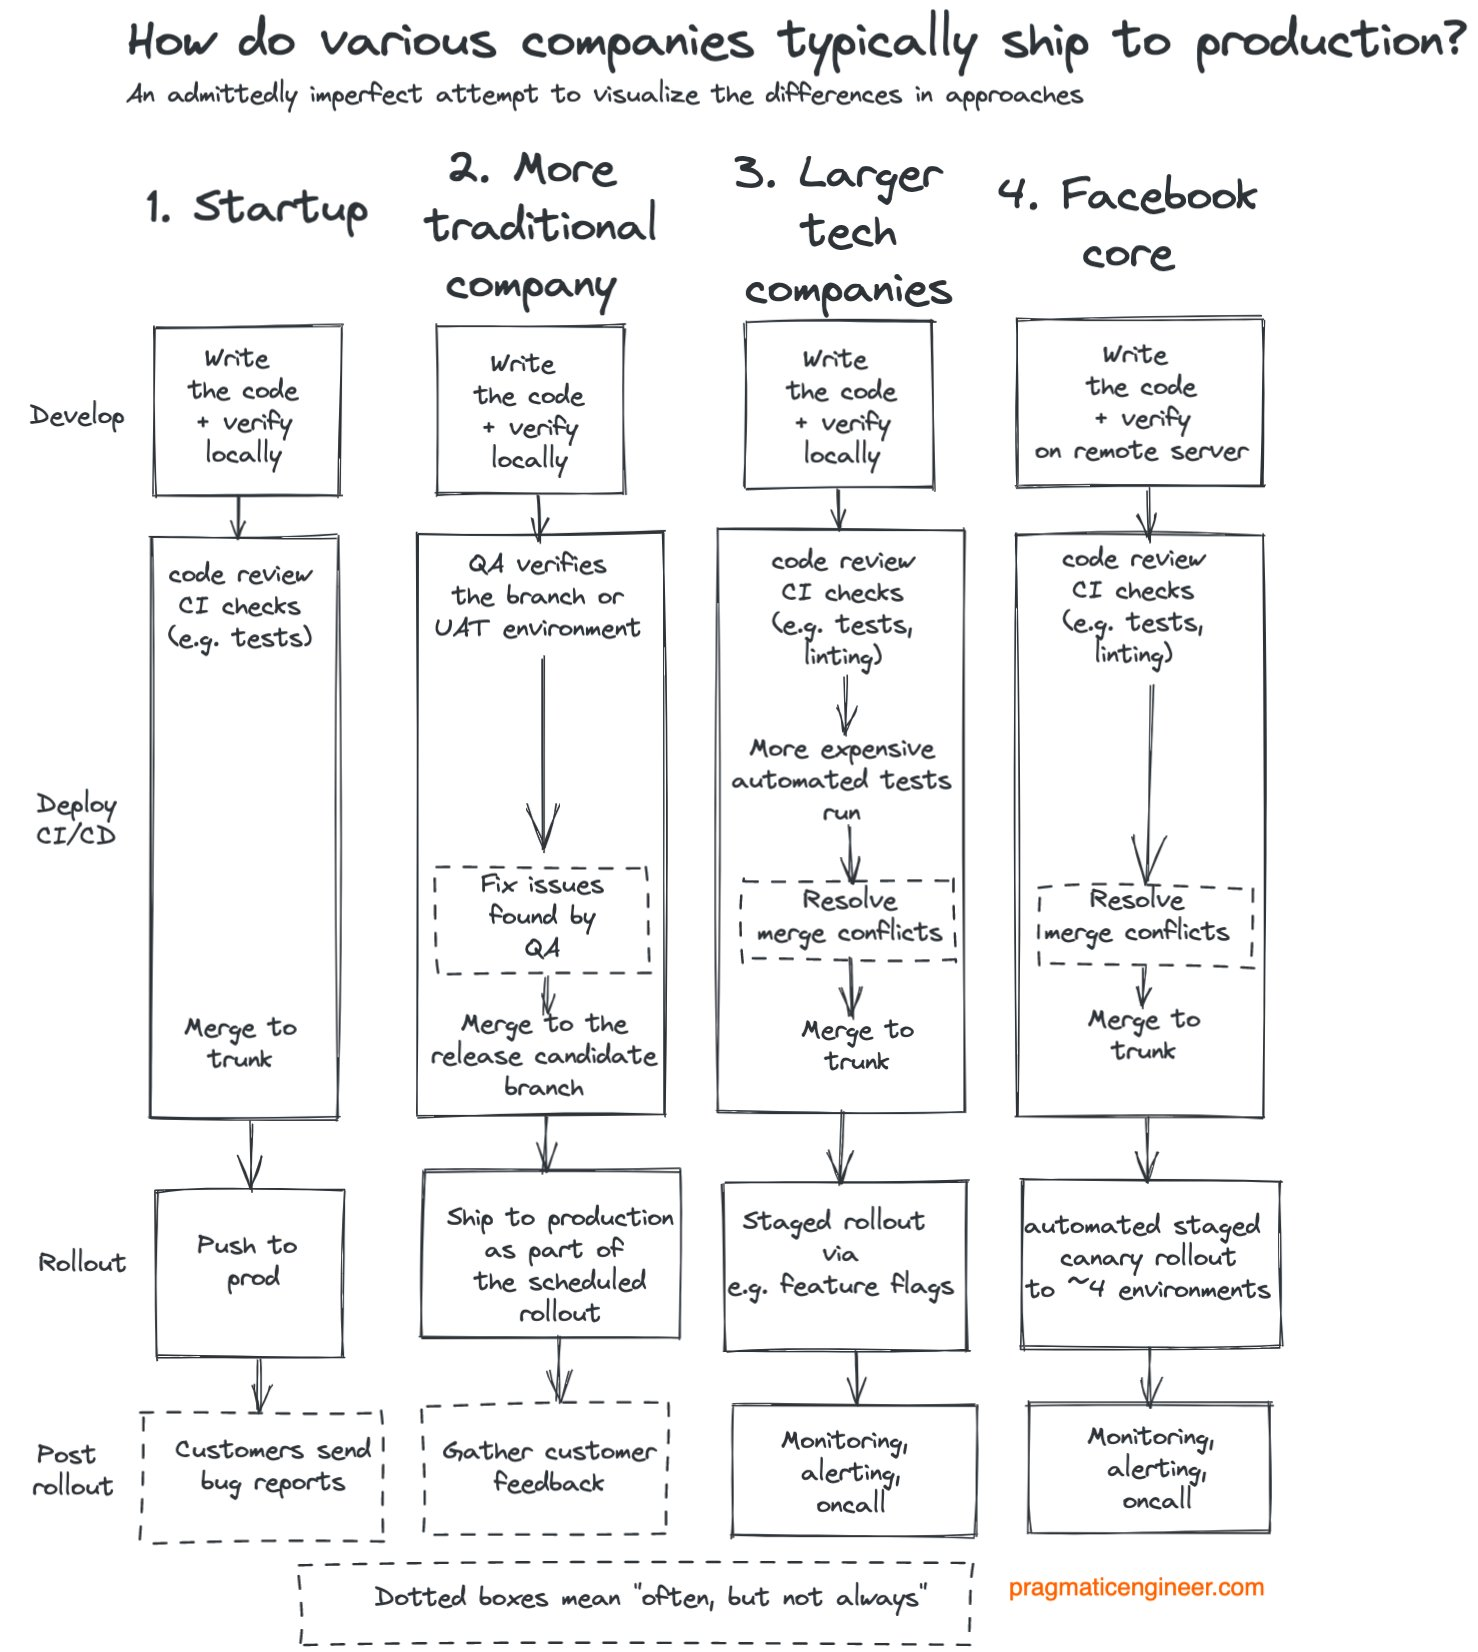 How do various companies typically ship to production?
An admittedly imperfect attempt to visualize the differences in approaches
1. Startup
2. More
traditional
company
3. Larger
tech
companies
4. Facebook
core
Develop
Write
the code
+ verify
locally
Write
the code
+ verify
locally
Write
the code
+ verify
locally
Write
the code
+ verify
on remote server
Deploy
CI/CD
code review
CI checks
(e.g. tests)
Merge to
trunk
QA verifies
the branch or
UAT environment
Fix issues
found by
QA
Merge to the
release candidate
branch
code review
CI checks
(e.g. tests,
linting)
More expensive
automated tests
run
Resolve
merge conflicts
Merge to
trunk
code review
CI checks
(e.g. tests,
linting)
Resolve
merge conflicts
Merge to
trunk
Rollout
Push to
prod
Ship to production
as part of
the scheduled
rollout
Staged rollout
via
e.g. feature flags
automated staged
canary rollout
to ~4 environments
Post
rollout
Customers send
bug reports
Gather customer
feedback
Monitoring,
alerting,
oncall
Monitoring,
alerting,
oncall
Dotted boxes mean "often, but not always"
pragmaticengineer.com